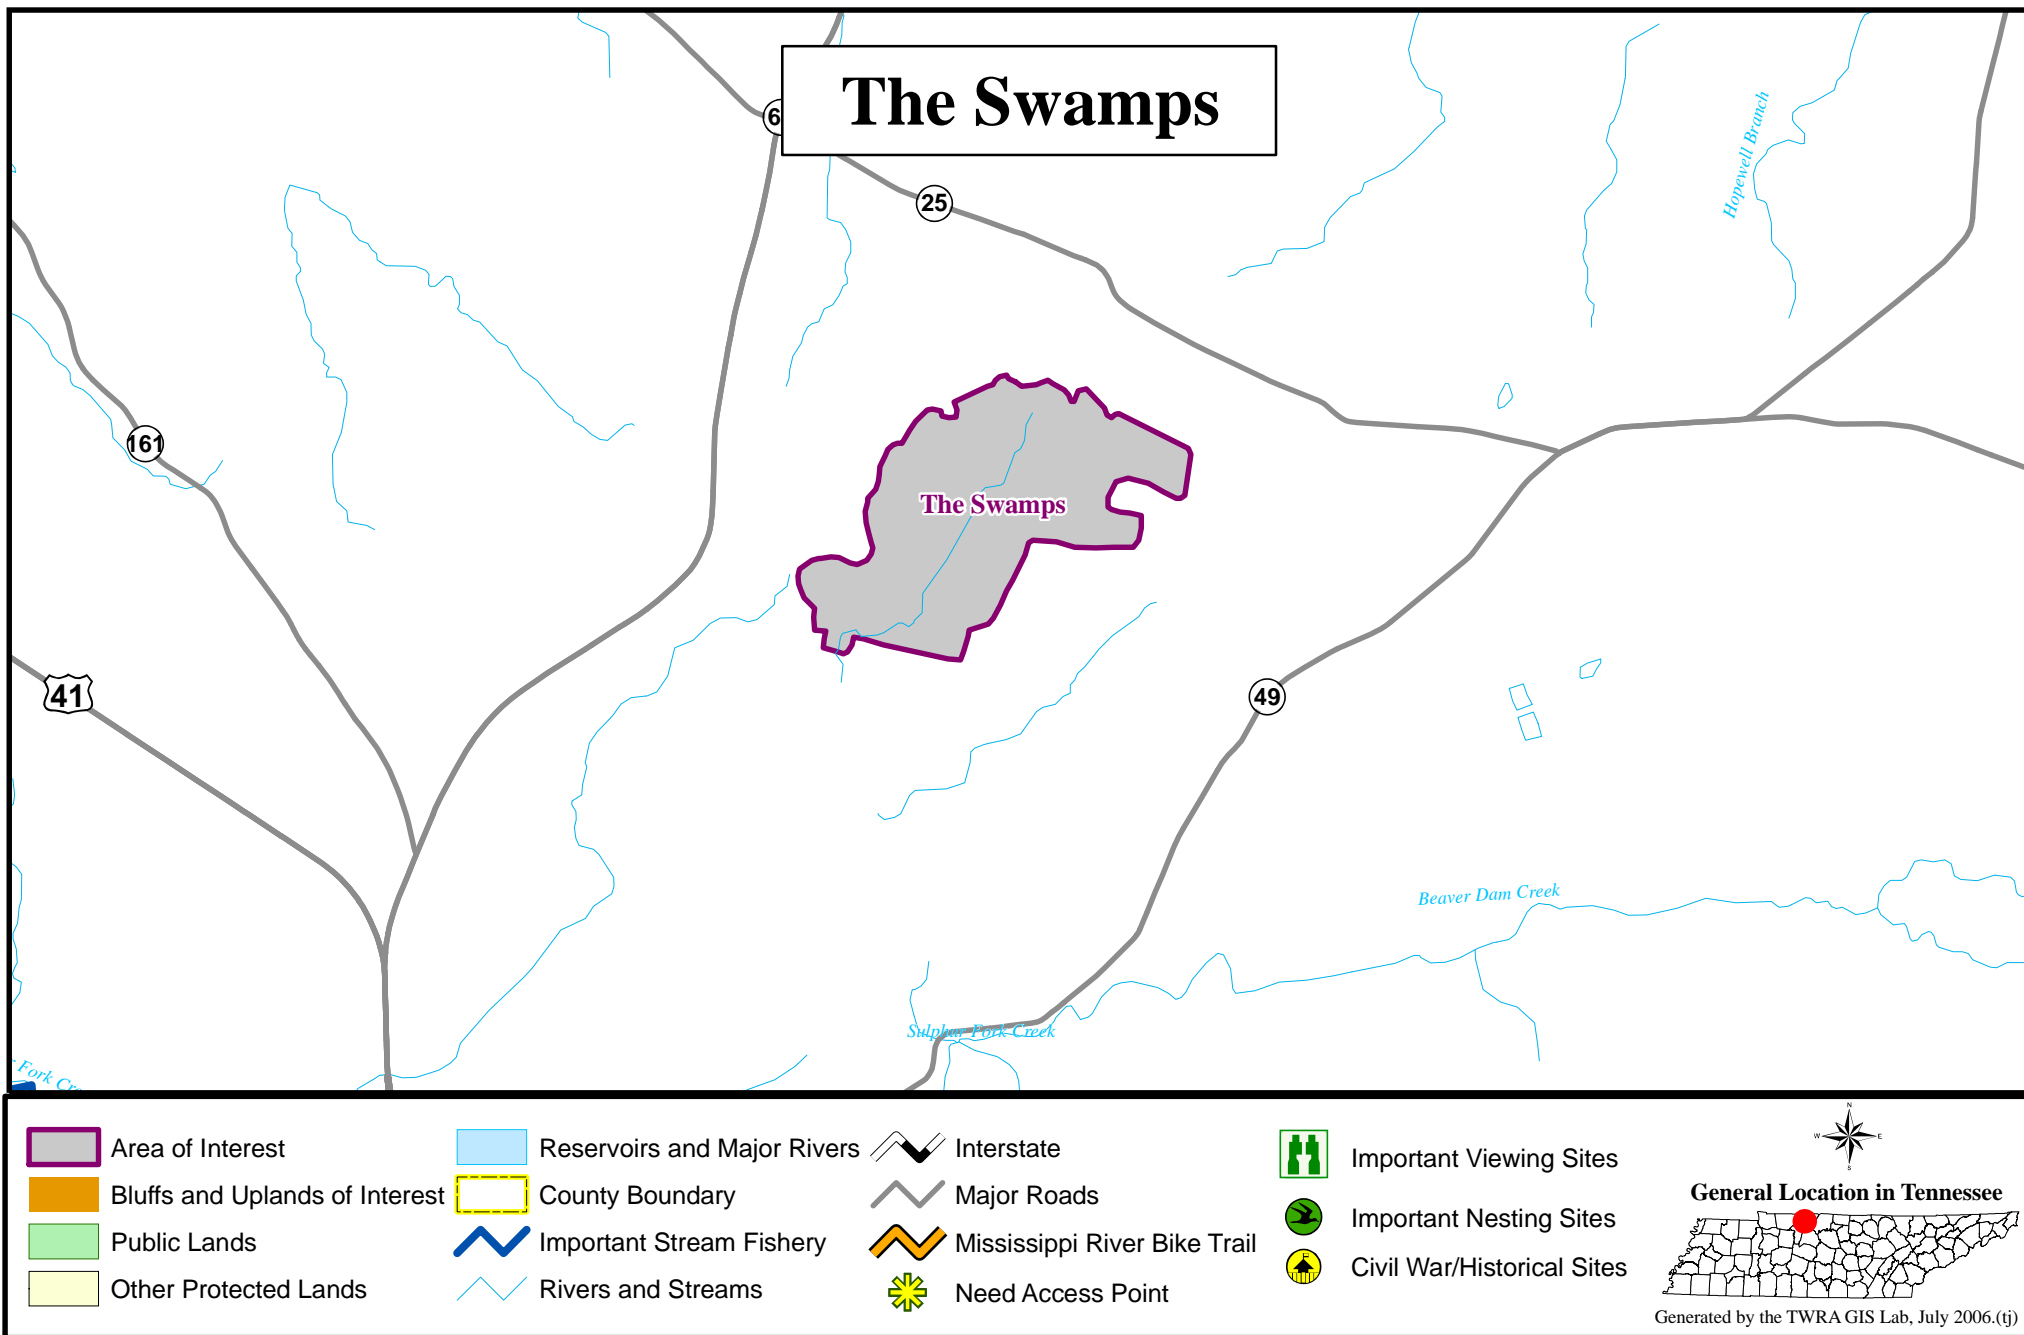 The Swamps
6
25
Hopewell Branch
161
The Swamps
41
49
Beaver Dam Creek
Sulphur Fork Creek
Fork
Area of Interest
Bluffs and Uplands of Interest
Public Lands
Other Protected Lands
Reservoirs and Major Rivers
County Boundary
Important Stream Fishery
Rivers and Streams
Interstate
Major Roads
Mississippi River Bike Trail
Need Access Point
Important Viewing Sites
Important Nesting Sites
Civil War/Historical Sites
N
W
E
S
General Location in Tennessee
Generated by the TWRA GIS Lab, July 2006.(tj)